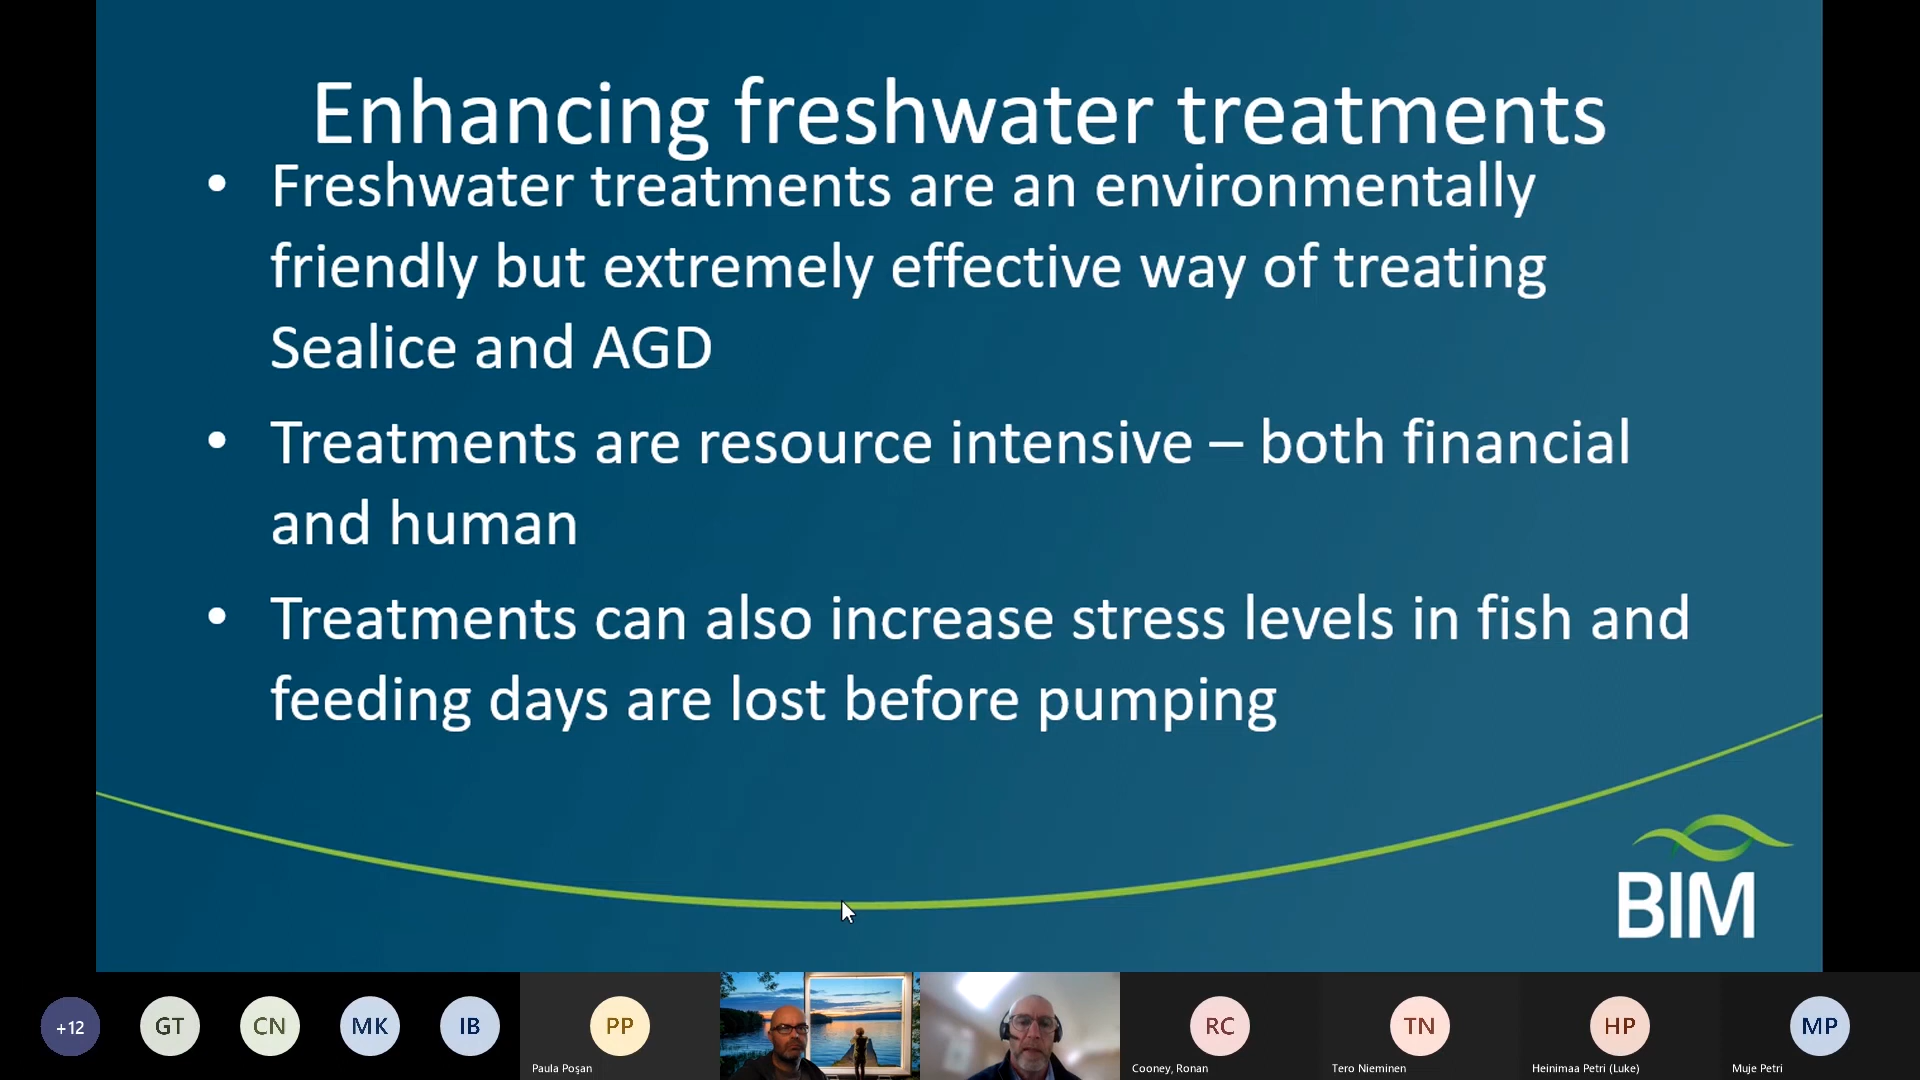 Enhancing freshwater treatments
• Freshwater treatments are an environmentally
friendly but extremely effective way of treating
Sealice and AGD
• Treatments are resource intensive – both financial
and human
• Treatments can also increase stress levels in fish and
feeding days are lost before pumping
BIM
+12
GT
CN
MK
IB
PP
RC
TN
HP
MP
Paula Poşan
Cooney, Ronan
Tero Nieminen
Heinimaa Petri (Luke)
Muje Petri